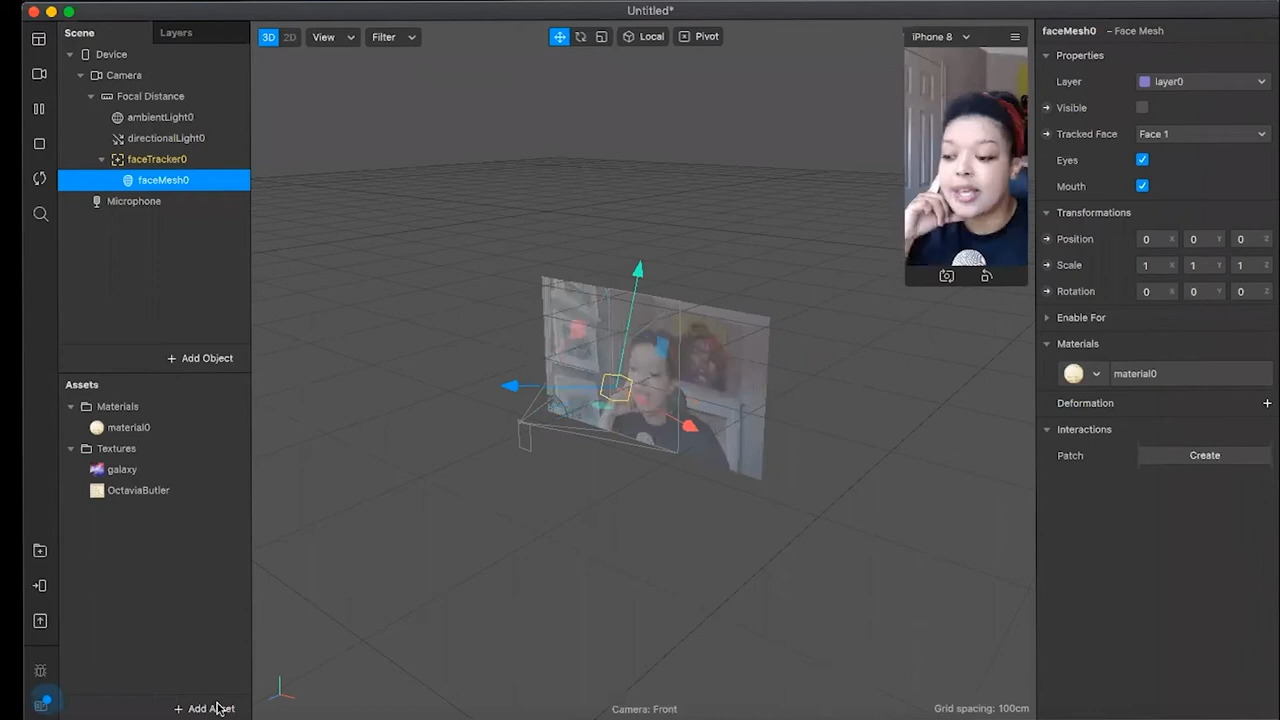 Untitled*
Scene
Layers
Device
Camera
Focal Distance
ambientLight0
directionalLight0
faceTracker0
faceMesh0
Microphone
+ Add Object
Assets
Materials
material0
Textures
galaxy
OctaviaButler
+ Add Asset
3D 2D View Filter
Local Pivot
iPhone 8
Camera: Front
Grid spacing: 100cm
faceMesh0 – Face Mesh
Properties
Layer layer0
Visible
Tracked Face Face 1
Eyes
Mouth
Transformations
Position 0 X 0 Y 0 Z
Scale 1 X 1 Y 1 Z
Rotation 0 X 0 Y 0 Z
Enable For
Materials
material0
Deformation +
Interactions
Patch Create